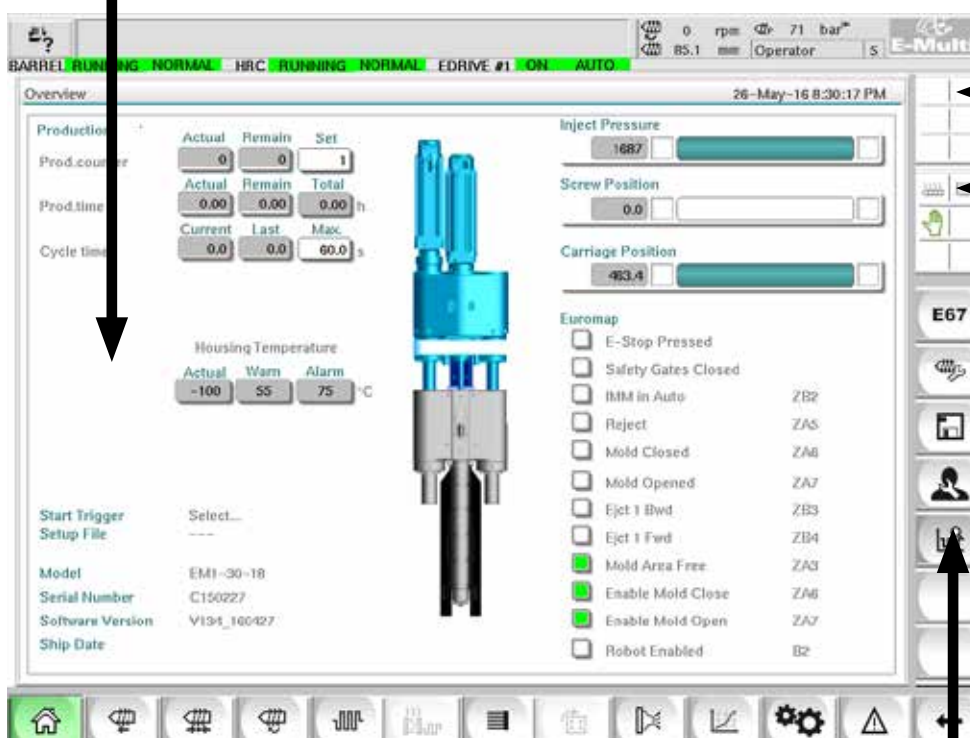 ?
0 rpm 71 bar
85.1 mm Operator S
E-Multi
BARREL RUNNING NORMAL HRC RUNNING NORMAL EDRIVE #1 ON AUTO
Overview 26-May-16 8:30:17 PM
Production
Actual Remain Set
Prod.counter 0 0 1
Actual Remain Total
Prod.time 0.00 0.00 0.00 h
Current Last Max.
Cycle time 0.0 0.0 60.0 s
Housing Temperature
Actual Warn Alarm
-100 55 75 °C
Start Trigger Select...
Setup File ---
Model EM1-30-18
Serial Number C150227
Software Version V134_160427
Ship Date
Inject Pressure
1687
Screw Position
0.0
Carriage Position
463.4
Euromap
E-Stop Pressed
Safety Gates Closed
IMM in Auto ZB2
Reject ZA5
Mold Closed ZA6
Mold Opened ZA7
Ejct 1 Bwd ZB3
Ejct 1 Fwd ZB4
Mold Area Free ZA3
Enable Mold Close ZA6
Enable Mold Open ZA7
Robot Enabled B2
E67